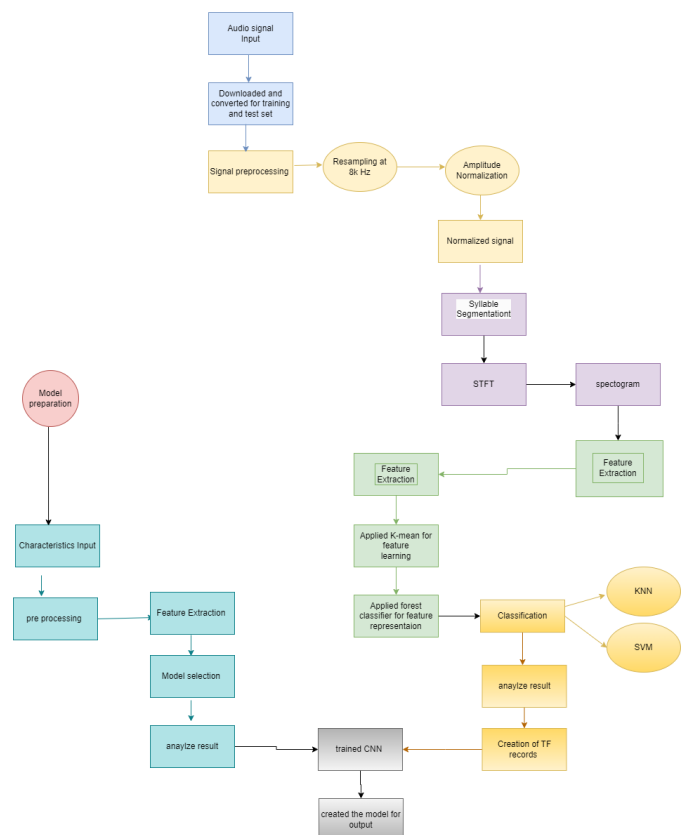 Audio signal
Input
Downloaded and
converted for training
and test set
Signal preprocessing
Resampling at
8k Hz
Amplitude
Normalization
Normalized signal
Syllable
Segmentationt
STFT
spectogram
Model
preparation
Feature
Extraction
Feature
Extraction
Characteristics Input
Applied K-mean for
feature
learning
pre processing
Feature Extraction
Applied forest
classifier for feature
representaion
Classification
KNN
SVM
Model selection
anaylze result
anaylze result
trained CNN
Creation of TF
records
created the model for
output